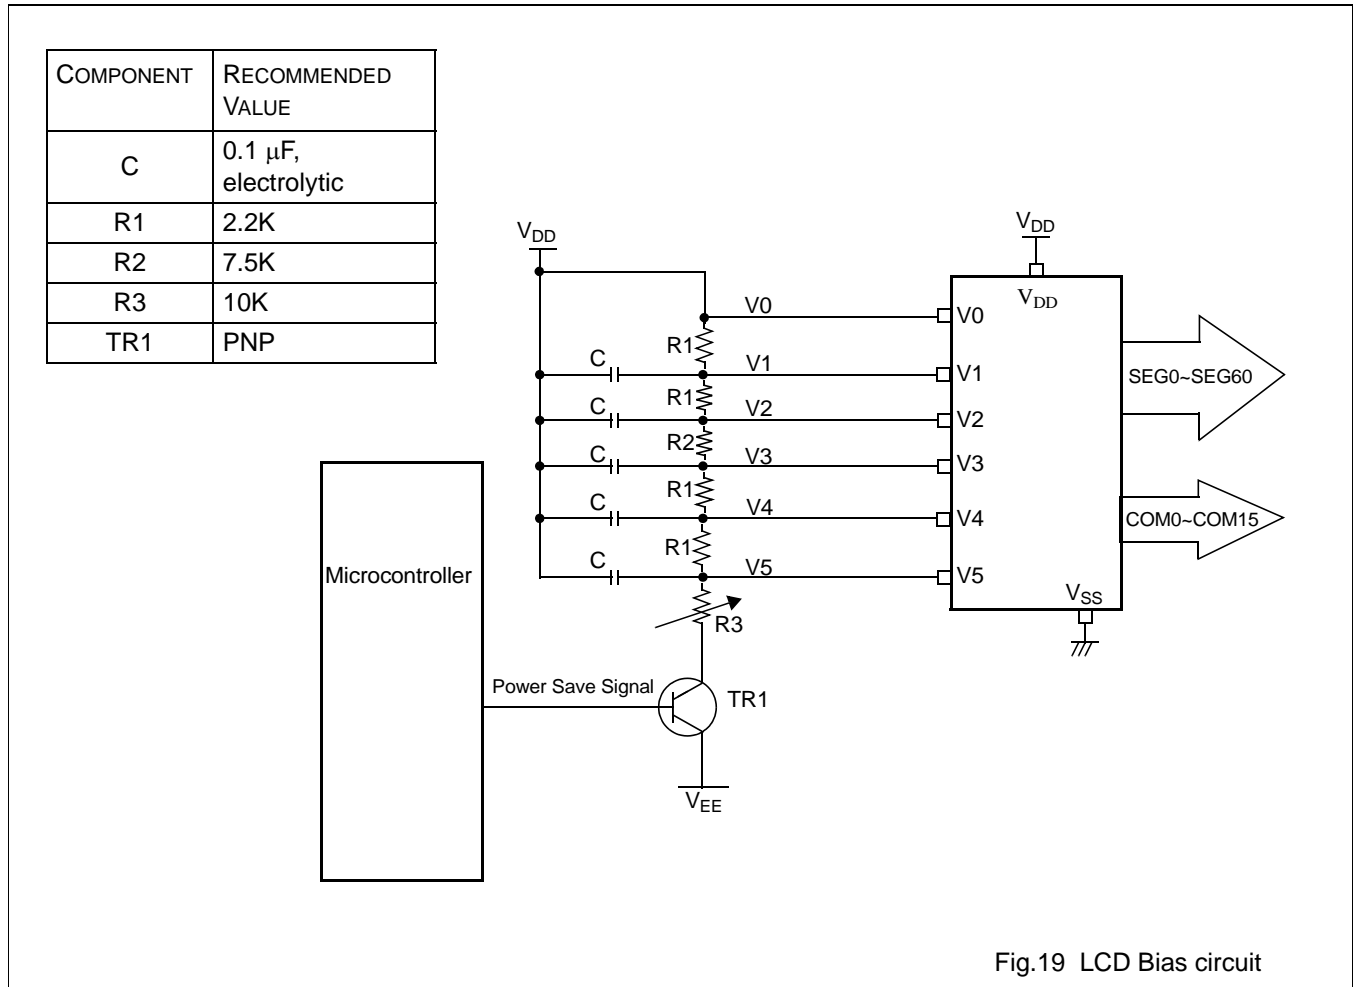 COMPONENT RECOMMENDED VALUE
C 0.1 μF, electrolytic
R1 2.2K
R2 7.5K
R3 10K
TR1 PNP
VDD
VDD
VDD
V0
V0
R1
C
V1
V1
R1
C
V2
V2
R2
C
V3
V3
R1
C
V4
V4
R1
C
V5
V5
SEG0~SEG60
COM0~COM15
VSS
Microcontroller
R3
Power Save Signal
TR1
VEE
Fig.19 LCD Bias circuit